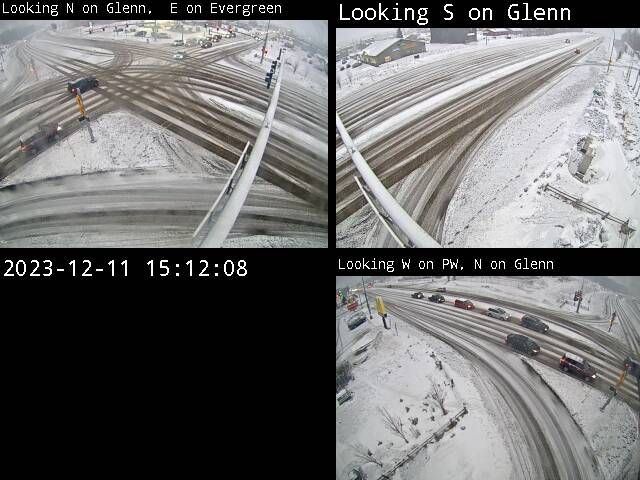 Looking N on Glenn,  E on Evergreen
Looking S on Glenn
2023-12-11 15:12:08
Looking W on PW, N on Glenn